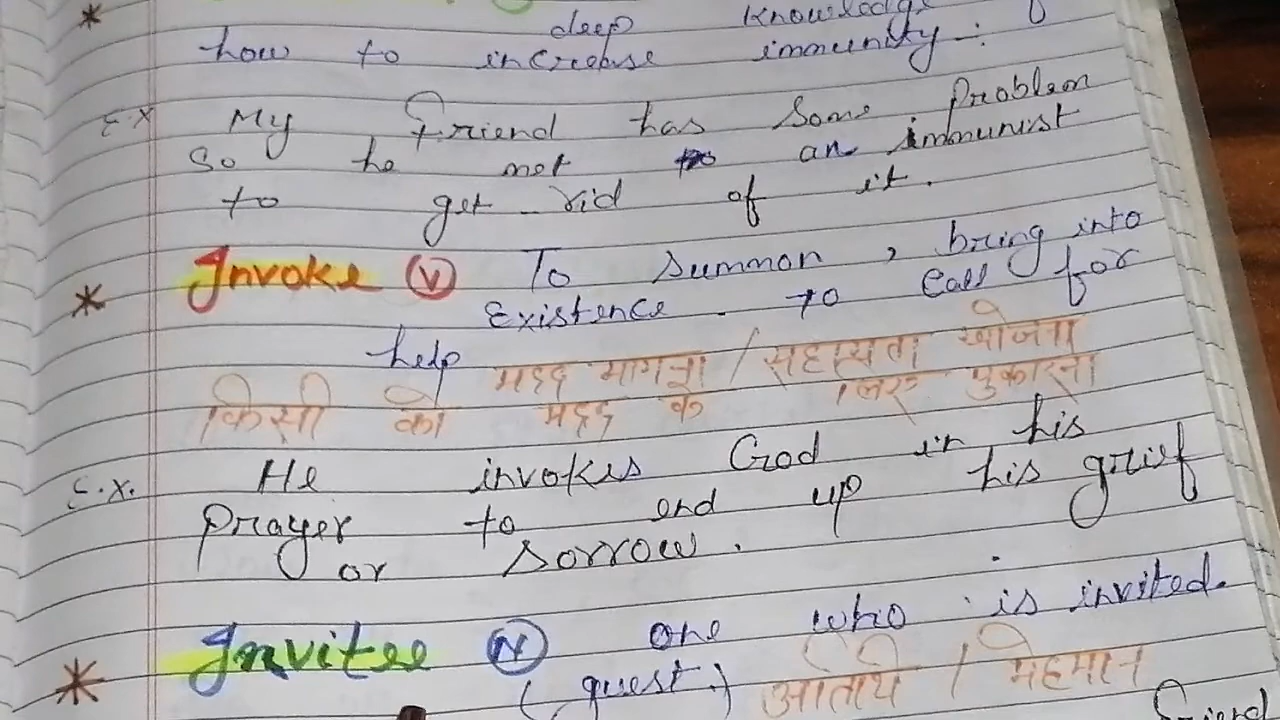 * deep knowledge
how to increase immunity :
E.X My friend has some problem
So he met an immunist
to get rid of it.
* Invoke (V) To summon , bring into
existence . to call for
help मदद मागना / सहायता खोजना
किसी को मदद के लिए पुकारना
E.X. He invokes God in his
prayer to end up his grief
or sorrow .
* Invitee (N) one who is invited.
( guest.) अतिथि / मेहमान
friend